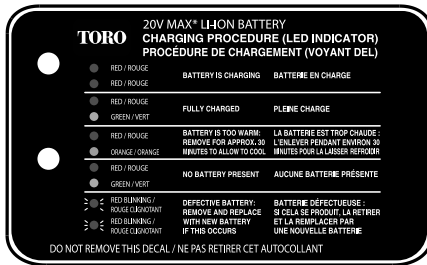 TORO
20V MAX* LI-ION BATTERY
CHARGING PROCEDURE (LED INDICATOR)
PROCÉDURE DE CHARGEMENT (VOYANT DEL)
RED / ROUGE
RED / ROUGE
BATTERY IS CHARGING
BATTERIE EN CHARGE
RED / ROUGE
GREEN / VERT
FULLY CHARGED
PLEINE CHARGE
RED / ROUGE
ORANGE / ORANGE
BATTERY IS TOO WARM:
REMOVE FOR APPROX. 30
MINUTES TO ALLOW TO COOL
LA BATTERIE EST TROP CHAUDE :
L'ENLEVER PENDANT ENVIRON 30
MINUTES POUR LA LAISSER REFROIDIR
RED / ROUGE
GREEN / VERT
NO BATTERY PRESENT
AUCUNE BATTERIE PRÉSENTE
RED BLINKING /
ROUGE CLIGNOTANT
RED BLINKING /
ROUGE CLIGNOTANT
DEFECTIVE BATTERY:
REMOVE AND REPLACE
WITH NEW BATTERY
IF THIS OCCURS
BATTERIE DÉFECTUEUSE :
SI CELA SE PRODUIT, LA RETIRER
ET LA REMPLACER PAR
UNE NOUVELLE BATTERIE
DO NOT REMOVE THIS DECAL / NE PAS RETIRER CET AUTOCOLLANT